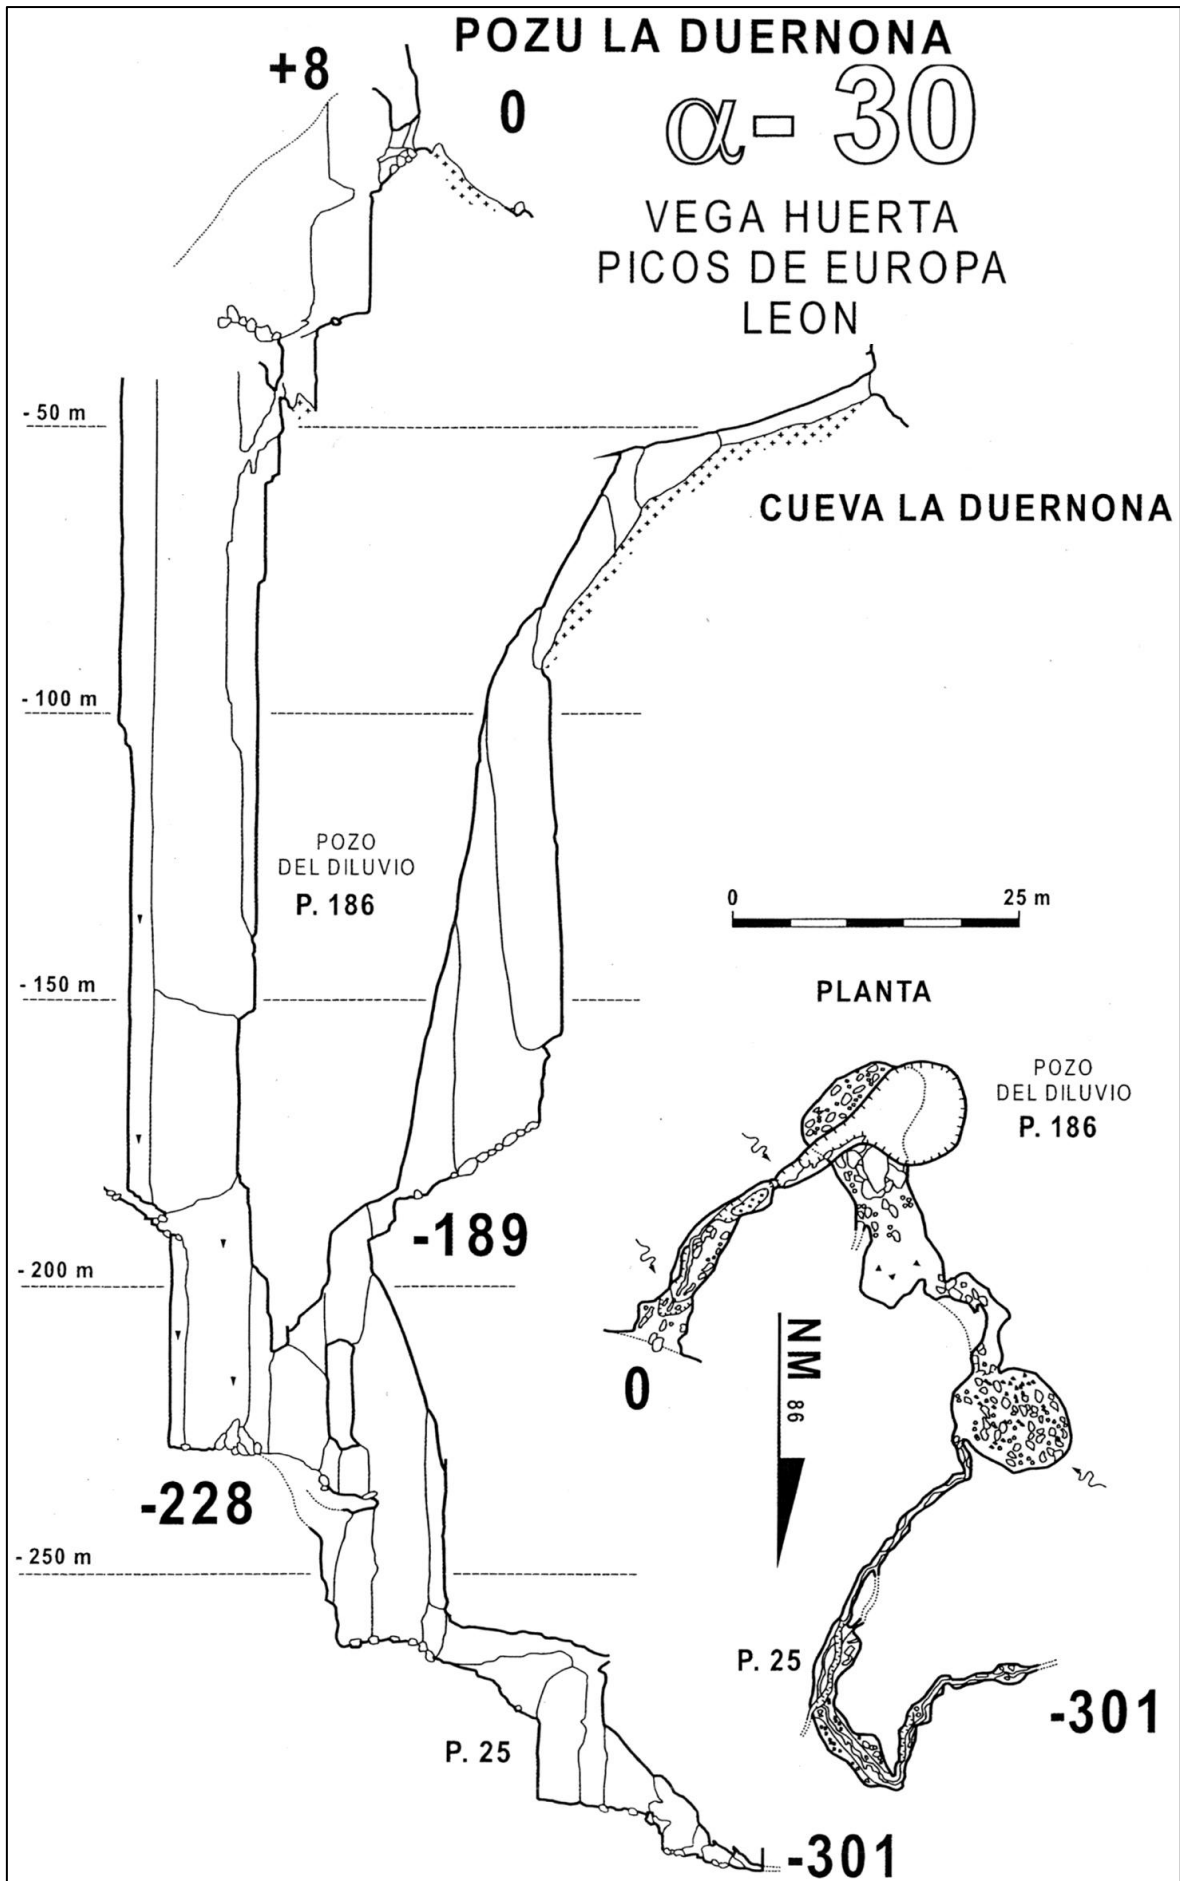 POZU LA DUERNONA
+8
0
α- 30
VEGA HUERTA
PICOS DE EUROPA
LEON
- 50 m
CUEVA LA DUERNONA
- 100 m
POZO
DEL DILUVIO
P. 186
0 25 m
- 150 m
PLANTA
POZO
DEL DILUVIO
P. 186
-189
- 200 m
0
NM 86
-228
- 250 m
P. 25
-301
P. 25
-301